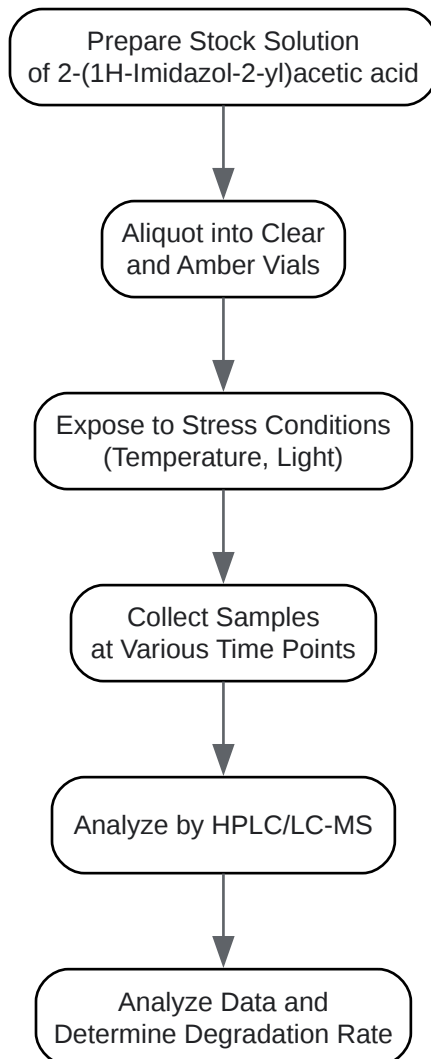 Prepare Stock Solution
of 2-(1H-Imidazol-2-yl)acetic acid
Aliquot into Clear
and Amber Vials
Expose to Stress Conditions
(Temperature, Light)
Collect Samples
at Various Time Points
Analyze by HPLC/LC-MS
Analyze Data and
Determine Degradation Rate